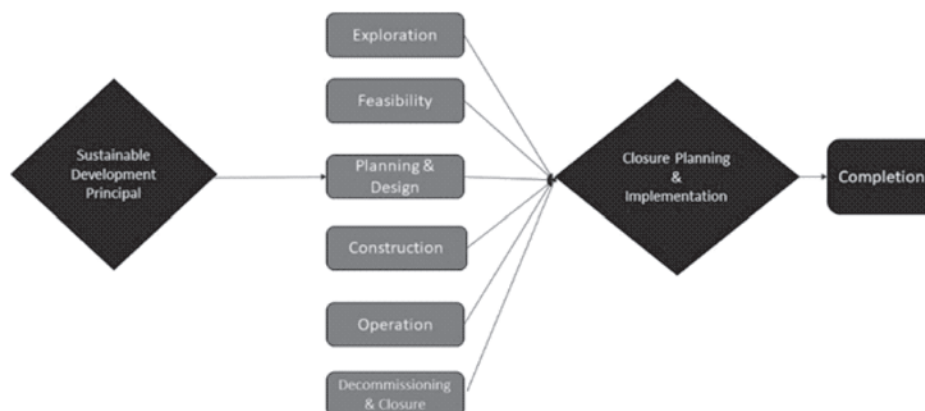 Exploration
Feasibility
Sustainable
Development
Principal
Planning &
Design
Closure Planning
&
Implementation
Completion
Construction
Operation
Decommissioning
& Closure